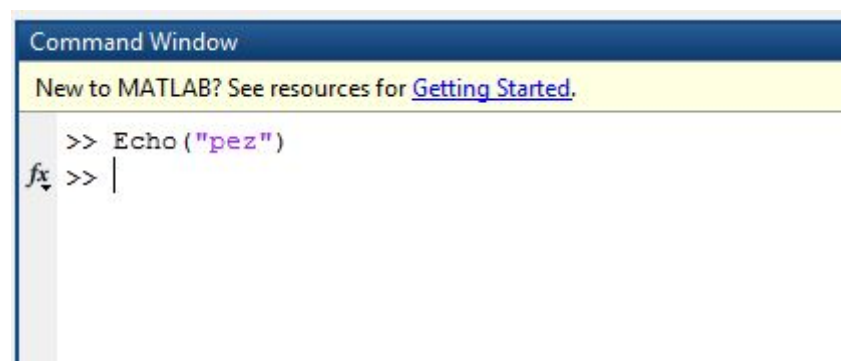 Command Window
New to MATLAB? See resources for Getting Started.
>> Echo("pez")
fx >>